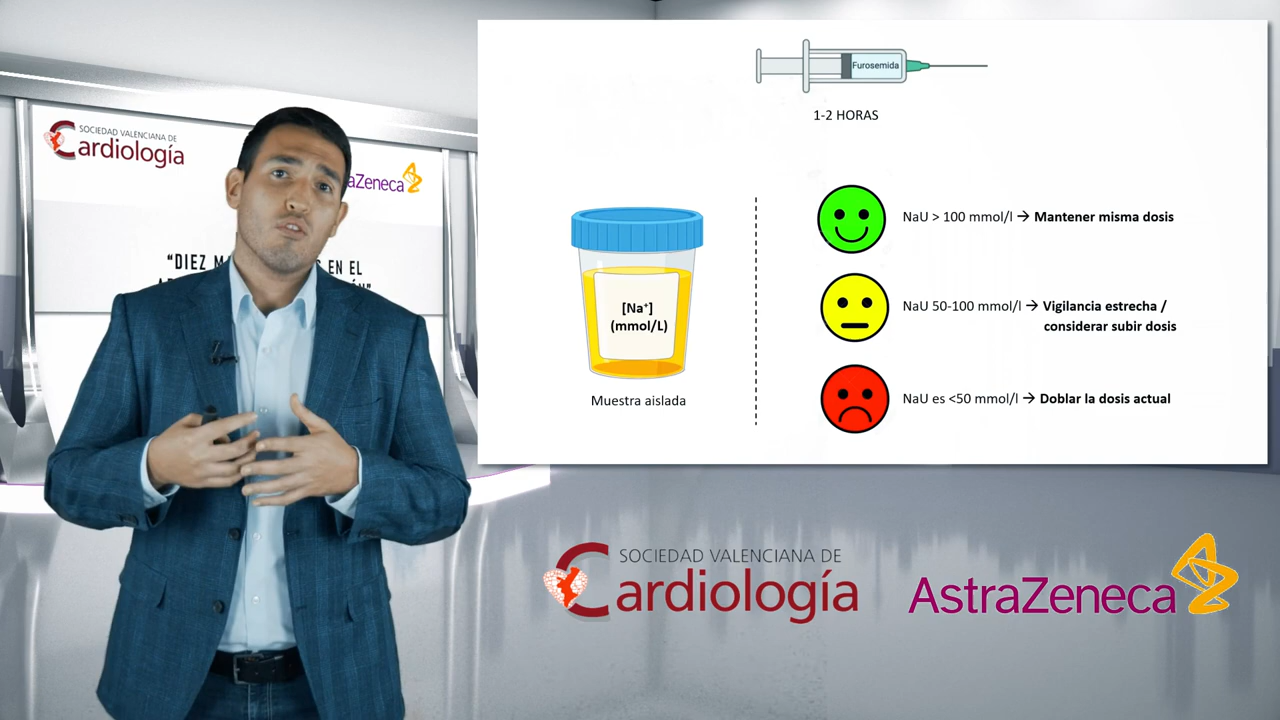 SOCIEDAD VALENCIANA DE
Cardiología
aZeneca
"DIEZ
EN EL
Furosemida
1-2 HORAS
[Na⁺]
(mmol/L)
Muestra aislada
NaU > 100 mmol/l → Mantener misma dosis
NaU 50-100 mmol/l → Vigilancia estrecha /
considerar subir dosis
NaU es <50 mmol/l → Doblar la dosis actual
SOCIEDAD VALENCIANA DE
Cardiología
AstraZeneca